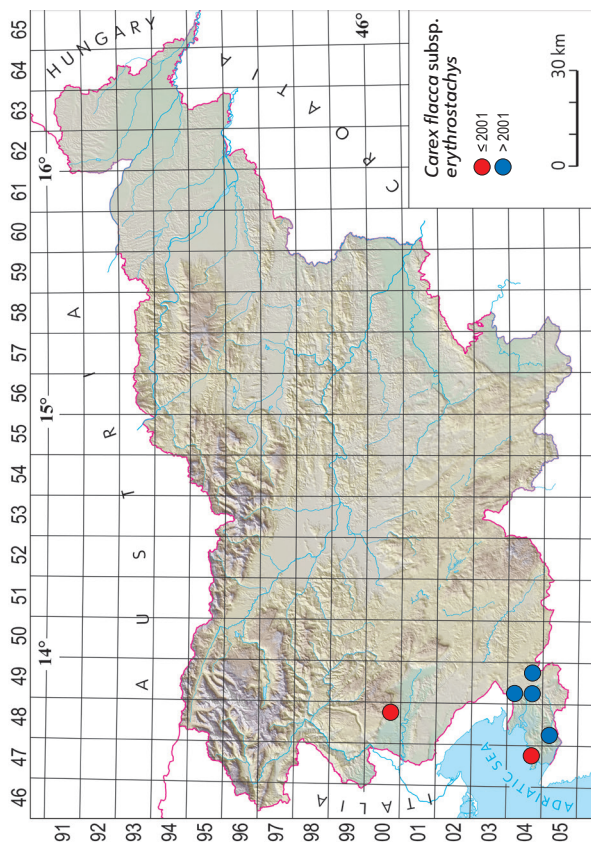 46 47 48 49 50 51 52 53 54 55 56 57 58 59 60 61 62 63 64 65
14°
15°
16°
HUNGARY
AUSTRIA
CROATIA
46°
ITALIA
ADRIATIC SEA
91
92
93
94
95
96
97
98
99
00
01
02
03
04
05
Carex flacca subsp.
erythrostachys
≤ 2001
> 2001
0 30 km